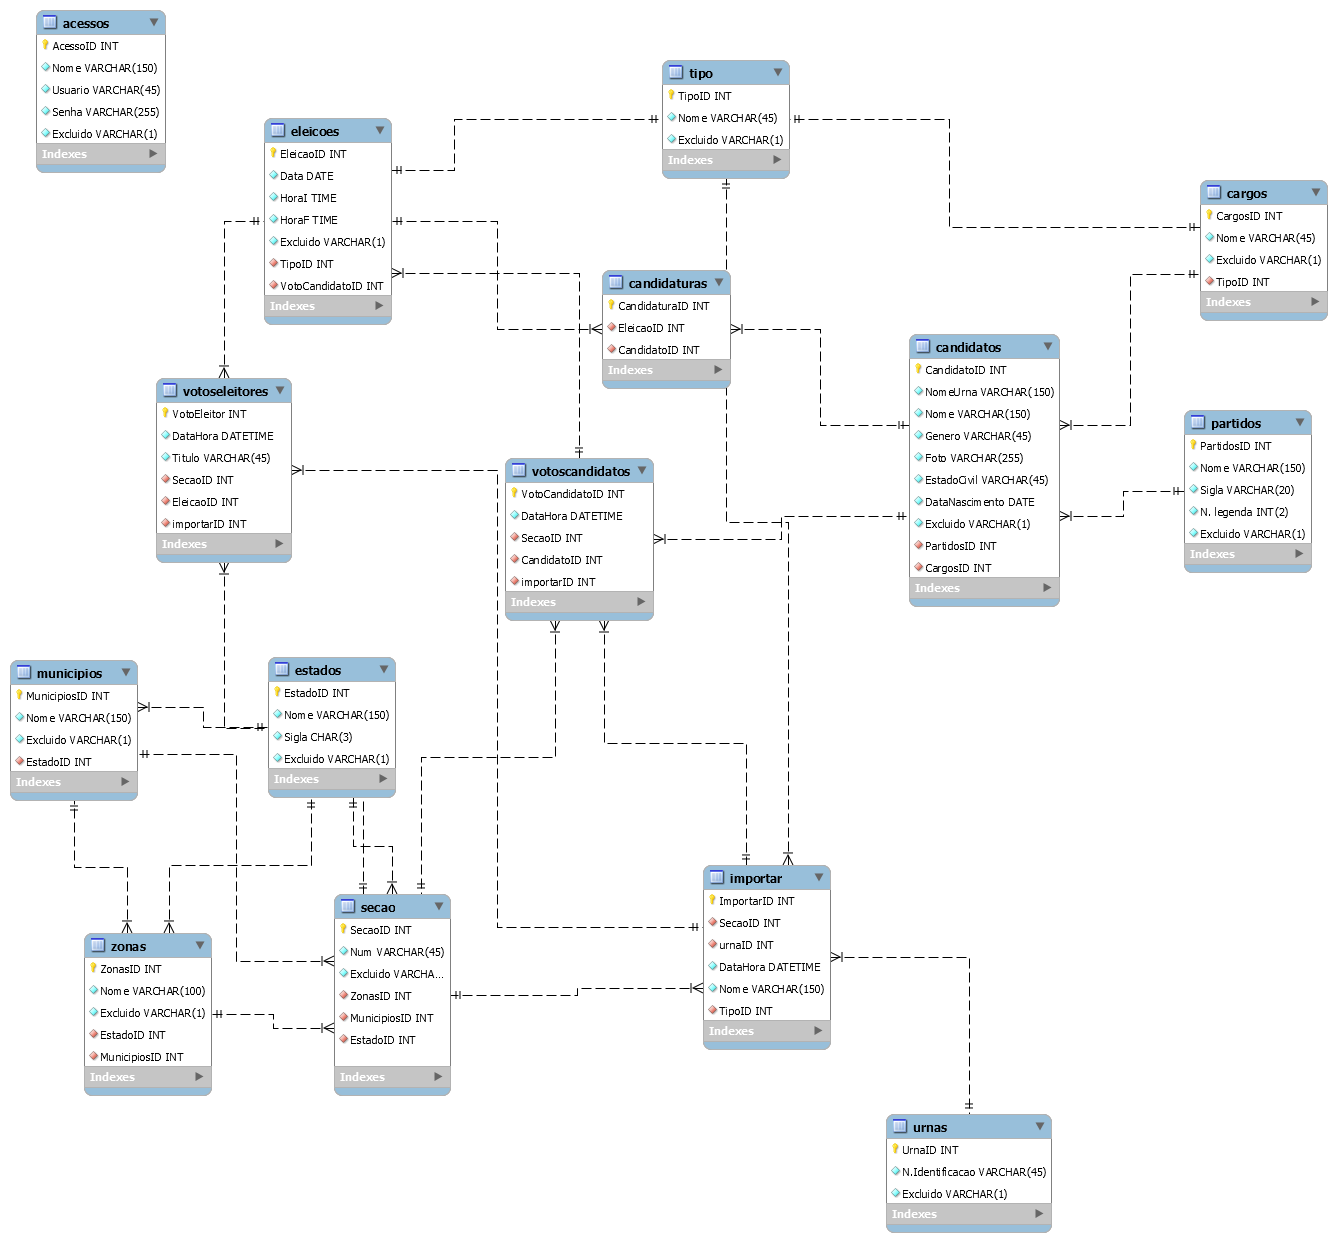 acessos
AcessoID INT
Nome VARCHAR(150)
Usuario VARCHAR(45)
Senha VARCHAR(255)
Excluido VARCHAR(1)
Indexes
tipo
TipoID INT
Nome VARCHAR(45)
Excluido VARCHAR(1)
Indexes
eleicoes
EleicaoID INT
Data DATE
HoraI TIME
HoraF TIME
Excluido VARCHAR(1)
TipoID INT
VotoCandidatoID INT
Indexes
cargos
CargosID INT
Nome VARCHAR(45)
Excluido VARCHAR(1)
TipoID INT
Indexes
candidaturas
CandidaturaID INT
EleicaoID INT
CandidatoID INT
Indexes
candidatos
CandidatoID INT
NomeUrna VARCHAR(150)
Nome VARCHAR(150)
Genero VARCHAR(45)
Foto VARCHAR(255)
EstadoCivil VARCHAR(45)
DataNascimento DATE
Excluido VARCHAR(1)
PartidosID INT
CargosID INT
Indexes
votoseleitores
VotoEleitor INT
DataHora DATETIME
Titulo VARCHAR(45)
SecaoID INT
EleicaoID INT
importarID INT
Indexes
partidos
PartidosID INT
Nome VARCHAR(150)
Sigla VARCHAR(20)
N. legenda INT(2)
Excluido VARCHAR(1)
Indexes
votoscandidatos
VotoCandidatoID INT
DataHora DATETIME
SecaoID INT
CandidatoID INT
importarID INT
Indexes
municipios
MunicipiosID INT
Nome VARCHAR(150)
Excluido VARCHAR(1)
EstadoID INT
Indexes
estados
EstadoID INT
Nome VARCHAR(150)
Sigla CHAR(3)
Excluido VARCHAR(1)
Indexes
importar
ImportarID INT
SecaoID INT
urnaID INT
DataHora DATETIME
Nome VARCHAR(150)
TipoID INT
Indexes
secao
SecaoID INT
Num VARCHAR(45)
Excluido VARCHA...
ZonasID INT
MunicipiosID INT
EstadoID INT
Indexes
zonas
ZonasID INT
Nome VARCHAR(100)
Excluido VARCHAR(1)
EstadoID INT
MunicipiosID INT
Indexes
urnas
UrnaID INT
N.Identificacao VARCHAR(45)
Excluido VARCHAR(1)
Indexes